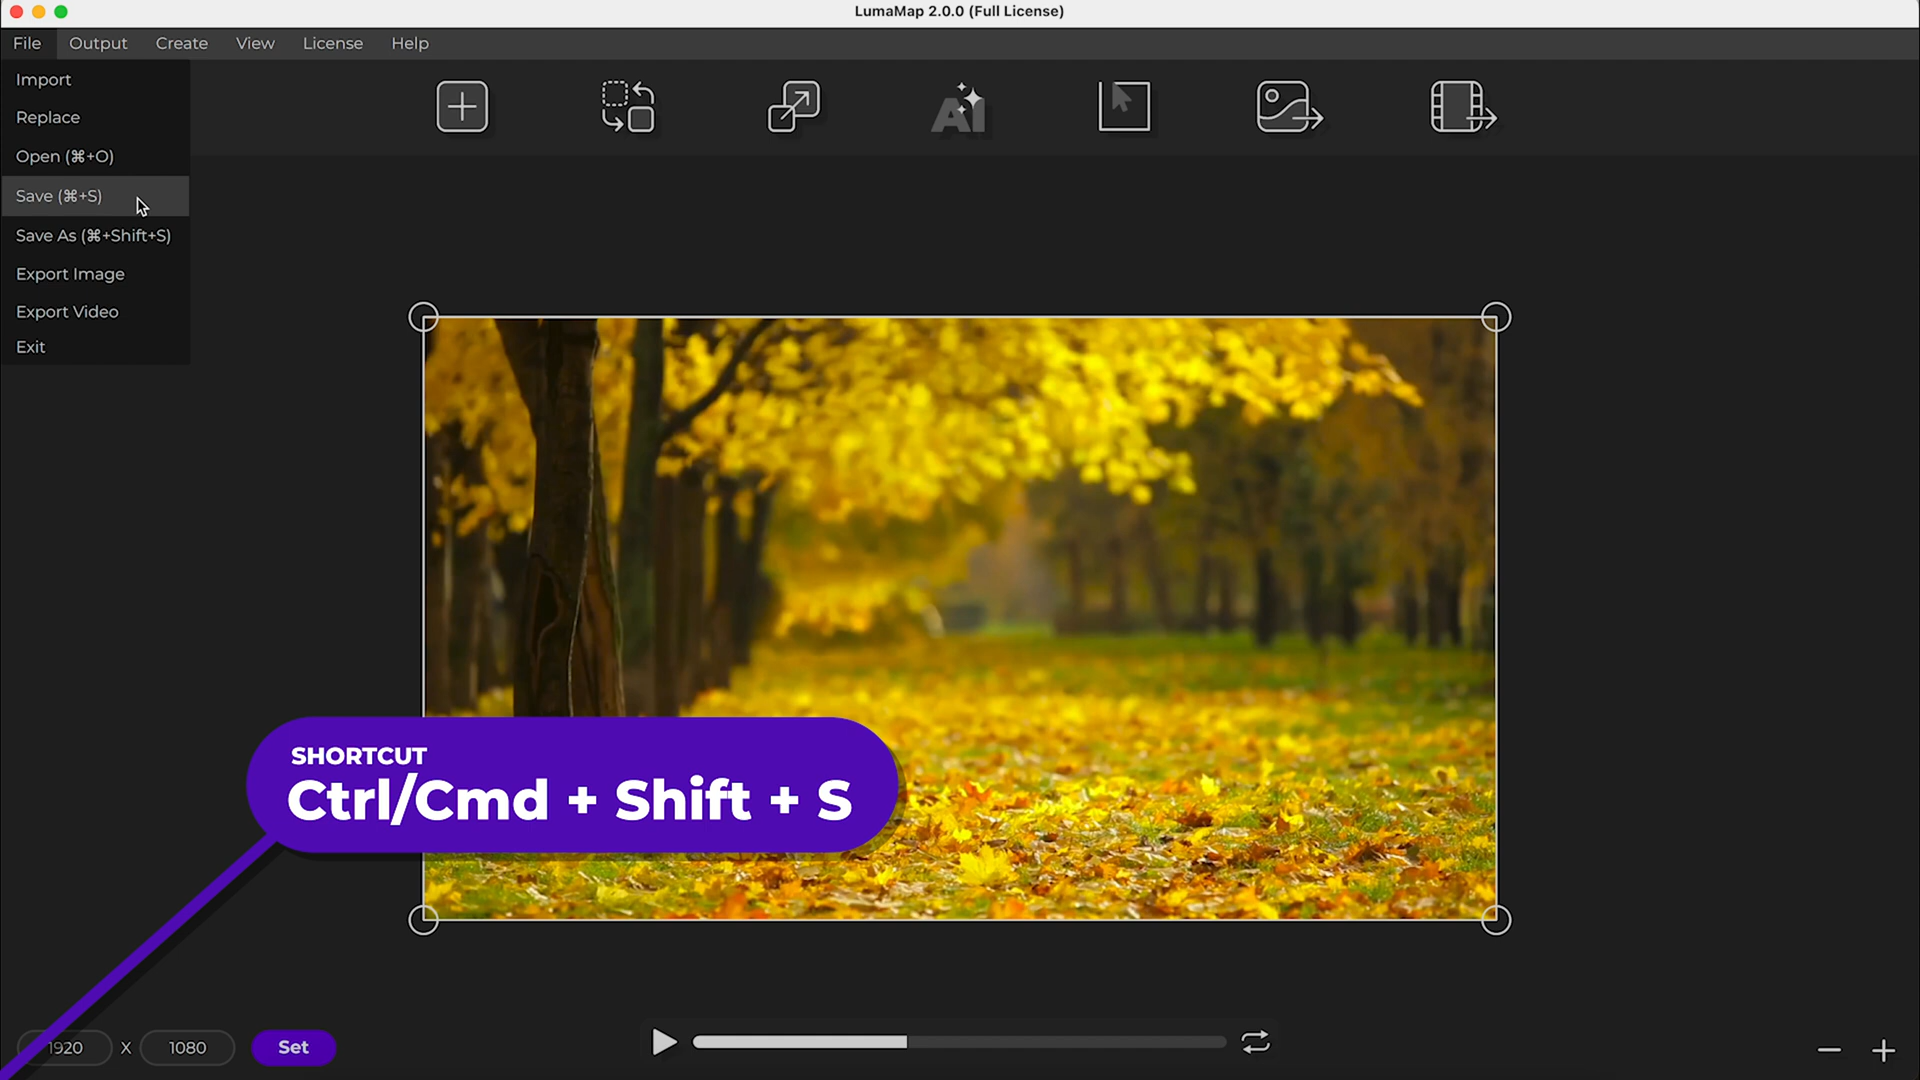 LumaMap 2.0.0 (Full License)
File Output Create View License Help
Import
Replace
Open (⌘+O)
Save (⌘+S)
Save As (⌘+Shift+S)
Export Image
Export Video
Exit
AI
SHORTCUT
Ctrl/Cmd + Shift + S
1920 X 1080 Set